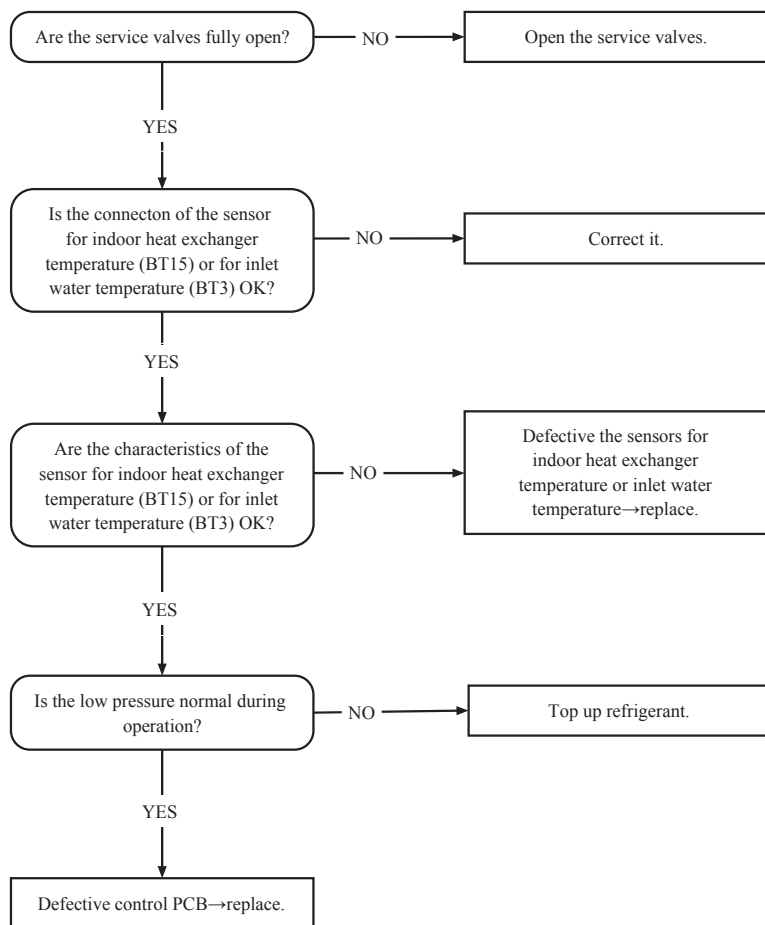 Are the service valves fully open?
NO
Open the service valves.
YES
Is the connecton of the sensor
for indoor heat exchanger
temperature (BT15) or for inlet
water temperature (BT3) OK?
NO
Correct it.
YES
Are the characteristics of the
sensor for indoor heat exchanger
temperature (BT15) or for inlet
water temperature (BT3) OK?
NO
Defective the sensors for
indoor heat exchanger
temperature or inlet water
temperature→replace.
YES
Is the low pressure normal during
operation?
NO
Top up refrigerant.
YES
Defective control PCB→replace.